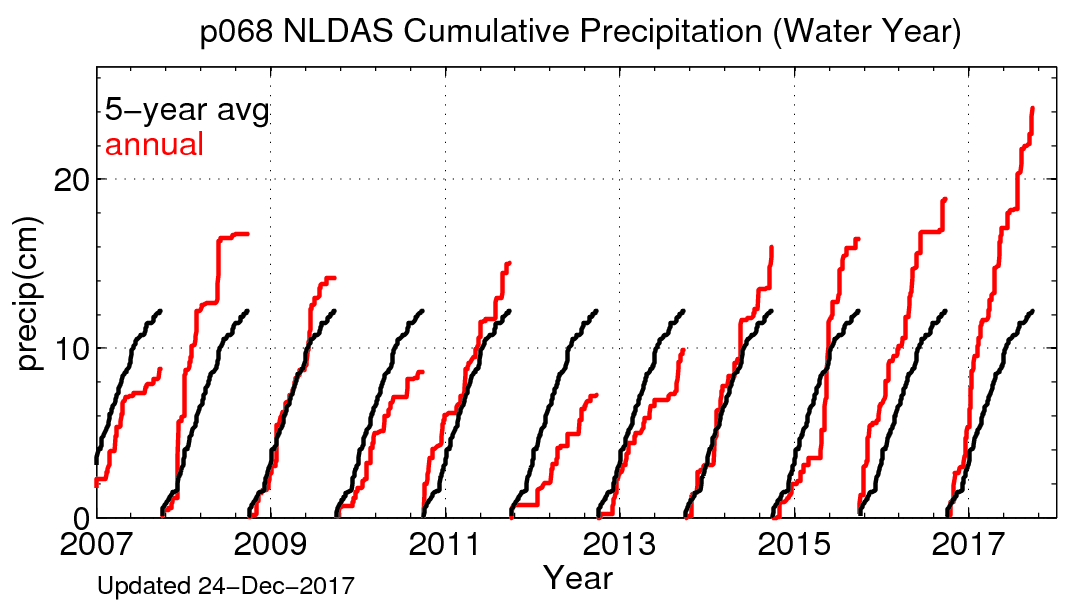 p068 NLDAS Cumulative Precipitation (Water Year)
5−year avg
annual
precip(cm)
20
10
0
2007 2009 2011 2013 2015 2017
Year
Updated 24−Dec−2017